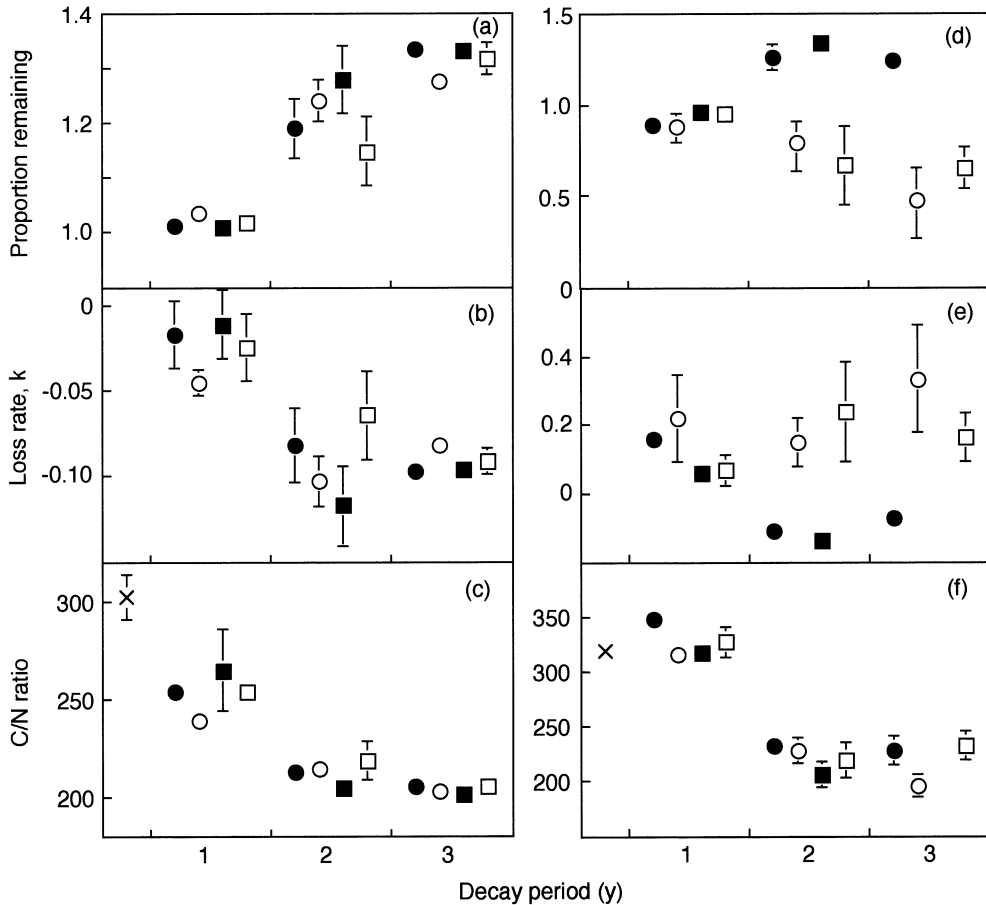 Proportion remaining
1.4
1.2
1.0
(a)
1.5
1.0
0.5
0
(d)
Loss rate, k
0
-0.05
-0.10
(b)
0.4
0.2
0
(e)
C/N ratio
300
250
200
(c)
350
300
250
200
(f)
1 2 3
1 2 3
Decay period (y)